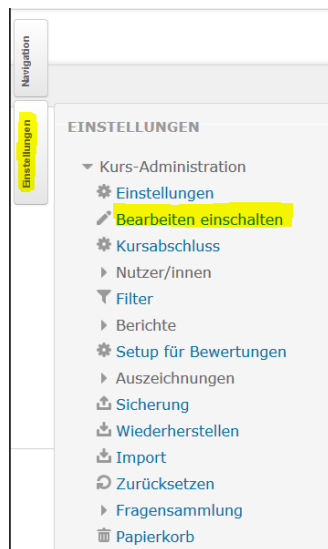 Navigation
Einstellungen
EINSTELLUNGEN
Kurs-Administration
Einstellungen
Bearbeiten einschalten
Kursabschluss
Nutzer/innen
Filter
Berichte
Setup für Bewertungen
Auszeichnungen
Sicherung
Wiederherstellen
Import
Zurücksetzen
Fragensammlung
Papierkorb